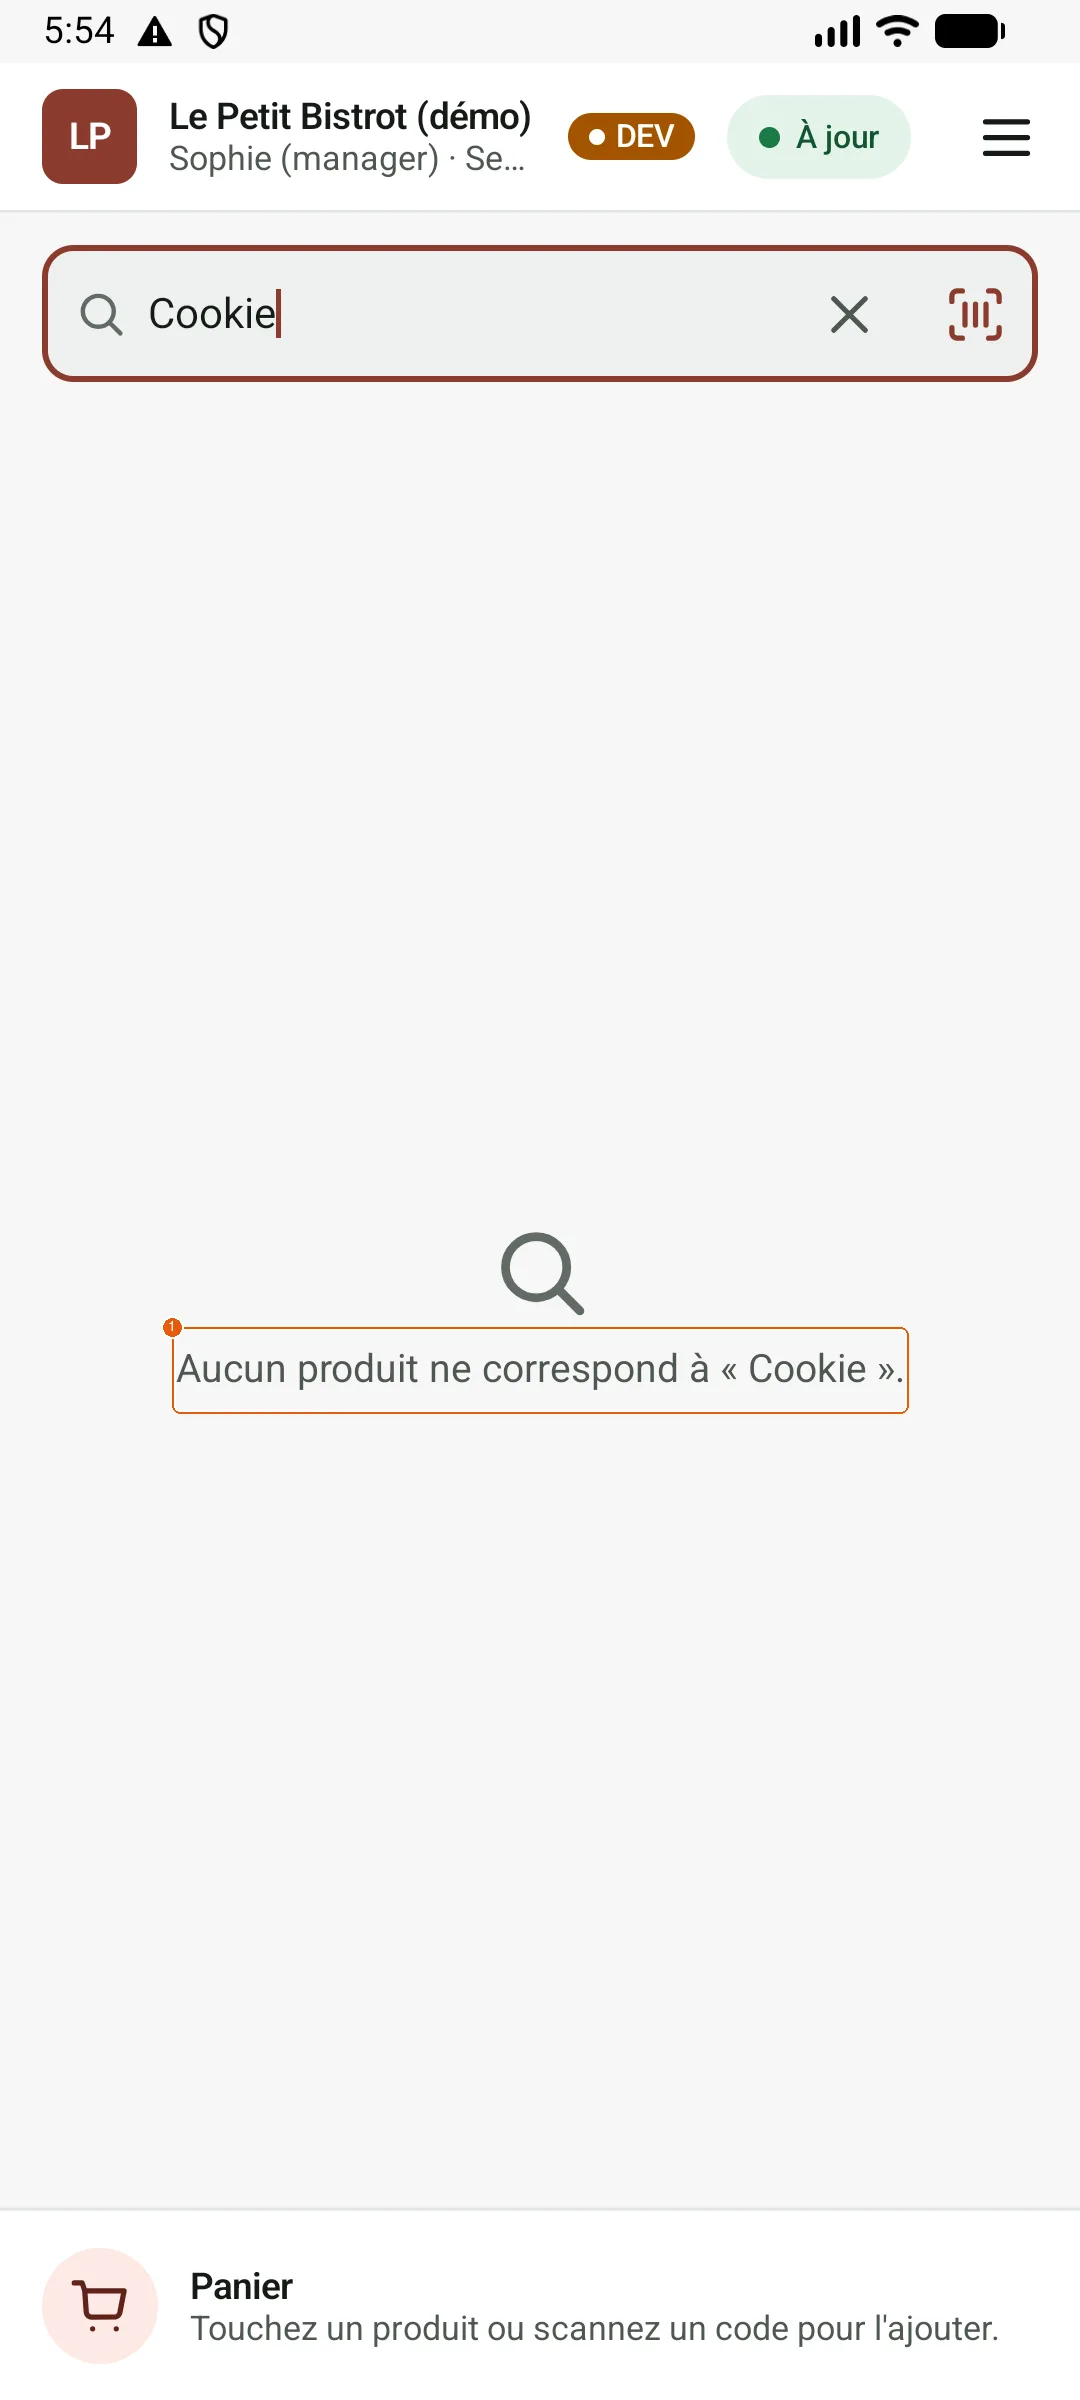 5:54
LP
Le Petit Bistrot (démo)
Sophie (manager) · Se...
DEV
À jour
Cookie
1
Aucun produit ne correspond à « Cookie ».
Panier
Touchez un produit ou scannez un code pour l'ajouter.